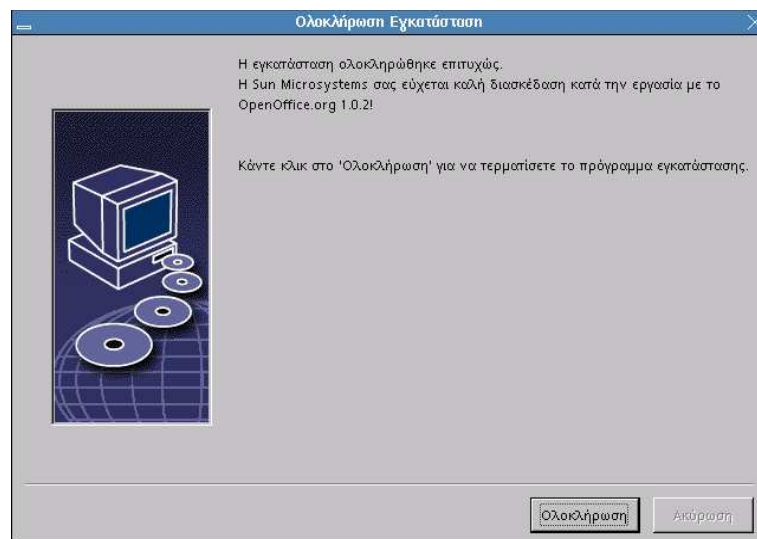 Ολοκλήρωση Εγκατάσταση
Η εγκατάσταση ολοκληρώθηκε επιτυχώς.
Η Sun Microsystems σας εύχεται καλή διασκέδαση κατά την εργασία με το
OpenOffice.org 1.0.2!
Κάντε κλικ στο 'Ολοκλήρωση' για να τερματίσετε το πρόγραμμα εγκατάστασης.
Ολοκλήρωση
Ακύρωση